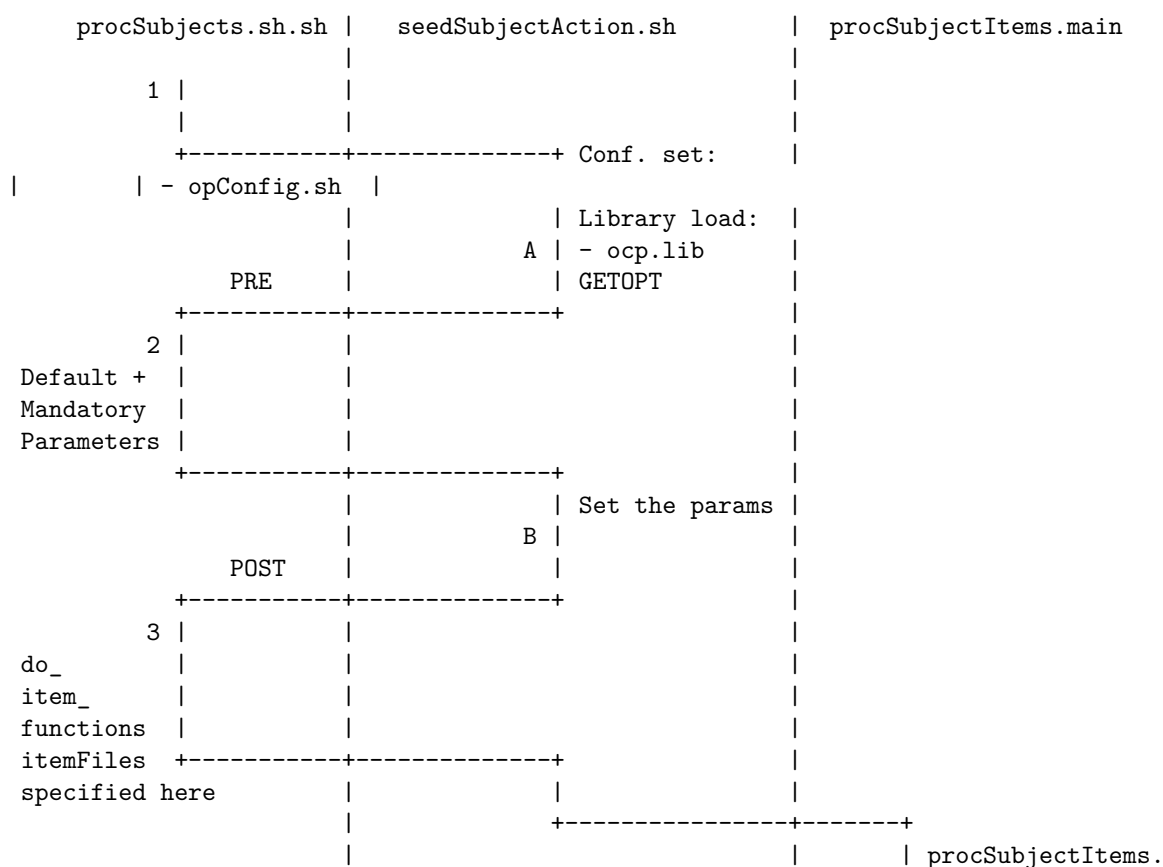 procSubjects.sh.sh | seedSubjectAction.sh | procSubjectItems.main
| |
1 | | |
| | |
+-----------+--------------+ Conf. set: |
| | - opConfig.sh |
| | Library load: |
| A | - ocp.lib |
PRE | | GETOPT |
+-----------+--------------+ |
2 | | |
Default + | | |
Mandatory | | |
Parameters | | |
+-----------+--------------+ |
| | Set the params |
| B | |
POST | | |
+-----------+--------------+ |
3 | | |
do_ | | |
item_ | | |
functions | | |
itemFiles +-----------+--------------+ |
specified here | | |
| +---------------+-------+
| | | procSubjectItems.